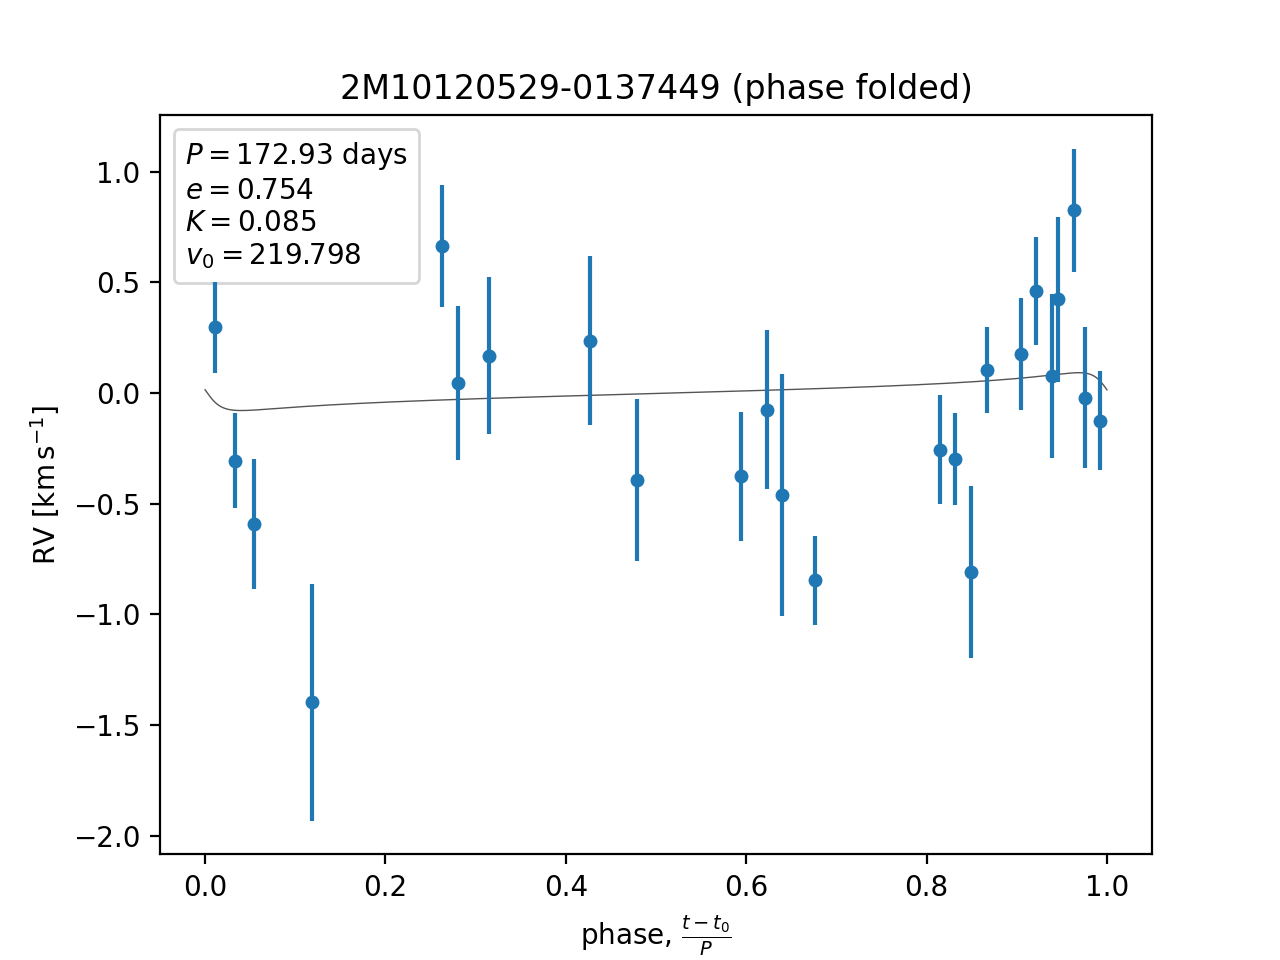 2M10120529-0137449 (phase folded)
P = 172.93 days
e = 0.754
K = 0.085
v₀ = 219.798
1.0
0.5
0.0
−0.5
−1.0
−1.5
−2.0
RV [km s⁻¹]
0.0 0.2 0.4 0.6 0.8 1.0
phase, (t − t₀)/P